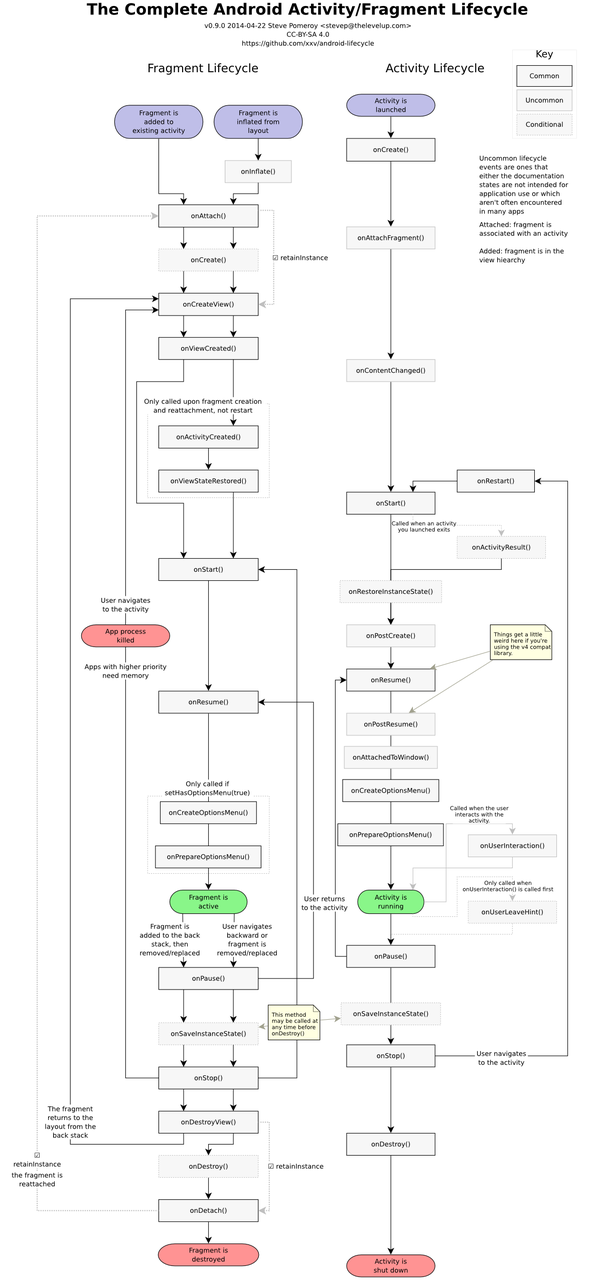 The Complete Android Activity/Fragment Lifecycle
v0.9.0 2014-04-22 Steve Pomeroy <stevep@thelevelup.com>
CC-BY-SA 4.0
https://github.com/xxv/android-lifecycle
Key
Common
Uncommon
Conditional
Uncommon lifecycle
events are ones that
either the documentation
states are not intended for
application use or which
aren't often encountered
in many apps
Attached: fragment is
associated with an activity
Added: fragment is in the
view hiearchy
Fragment Lifecycle
Fragment is
added to
existing activity
Fragment is
inflated from
layout
onInflate()
onAttach()
onCreate()
☑ retainInstance
onCreateView()
onViewCreated()
Only called upon fragment creation
and reattachment, not restart
onActivityCreated()
onViewStateRestored()
onStart()
User navigates
to the activity
App process
killed
Apps with higher priority
need memory
onResume()
Only called if
setHasOptionsMenu(true)
onCreateOptionsMenu()
onPrepareOptionsMenu()
Fragment is
active
Fragment is
added to the back
stack, then
removed/replaced
User navigates
backward or
fragment is
removed/replaced
onPause()
onSaveInstanceState()
This method
may be called at
any time before
onDestroy()
onStop()
The fragment
returns to the
layout from the
back stack
onDestroyView()
☑
retainInstance
the fragment is
reattached
onDestroy()
☑ retainInstance
onDetach()
Fragment is
destroyed
Activity Lifecycle
Activity is
launched
onCreate()
onAttachFragment()
onContentChanged()
onRestart()
onStart()
Called when an activity
you launched exits
onActivityResult()
onRestoreInstanceState()
onPostCreate()
Things get a little
weird here if you're
using the v4 compat
library.
onResume()
onPostResume()
onAttachedToWindow()
onCreateOptionsMenu()
Called when the user
interacts with the
activity.
onPrepareOptionsMenu()
onUserInteraction()
Only called when
onUserInteraction() is called first
User returns
to the activity
Activity is
running
onUserLeaveHint()
onPause()
onSaveInstanceState()
onStop()
User navigates
to the activity
onDestroy()
Activity is
shut down